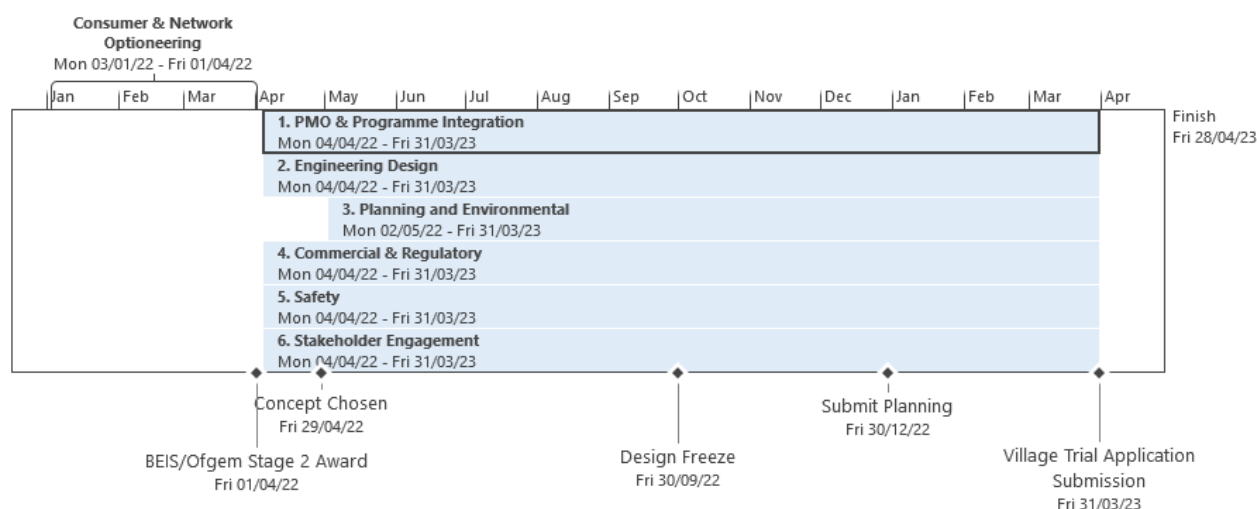 Consumer & Network
Optioneering
Mon 03/01/22 - Fri 01/04/22
Jan Feb Mar Apr May Jun Jul Aug Sep Oct Nov Dec Jan Feb Mar Apr
Finish
Fri 28/04/23
1. PMO & Programme Integration
Mon 04/04/22 - Fri 31/03/23
2. Engineering Design
Mon 04/04/22 - Fri 31/03/23
3. Planning and Environmental
Mon 02/05/22 - Fri 31/03/23
4. Commercial & Regulatory
Mon 04/04/22 - Fri 31/03/23
5. Safety
Mon 04/04/22 - Fri 31/03/23
6. Stakeholder Engagement
Mon 04/04/22 - Fri 31/03/23
Concept Chosen
Fri 29/04/22
BEIS/Ofgem Stage 2 Award
Fri 01/04/22
Design Freeze
Fri 30/09/22
Submit Planning
Fri 30/12/22
Village Trial Application
Submission
Fri 31/03/23